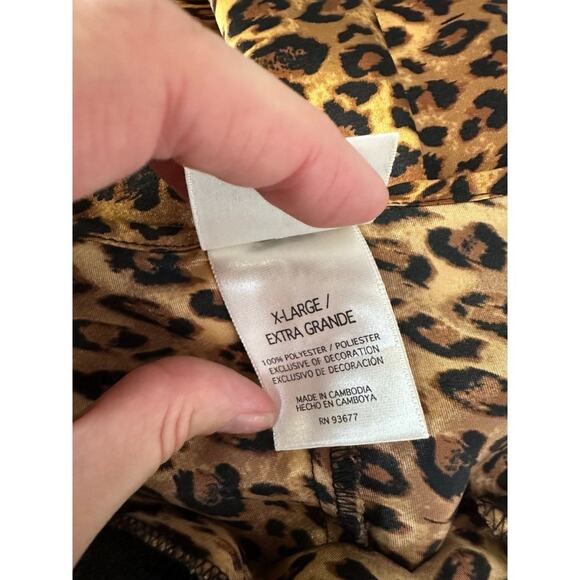 X-LARGE /
EXTRA GRANDE
100% POLYESTER / POLIESTER
EXCLUSIVE OF DECORATION
EXCLUSIVO DE DECORACIÓN
MADE IN CAMBODIA
HECHO EN CAMBOYA
RN 93677